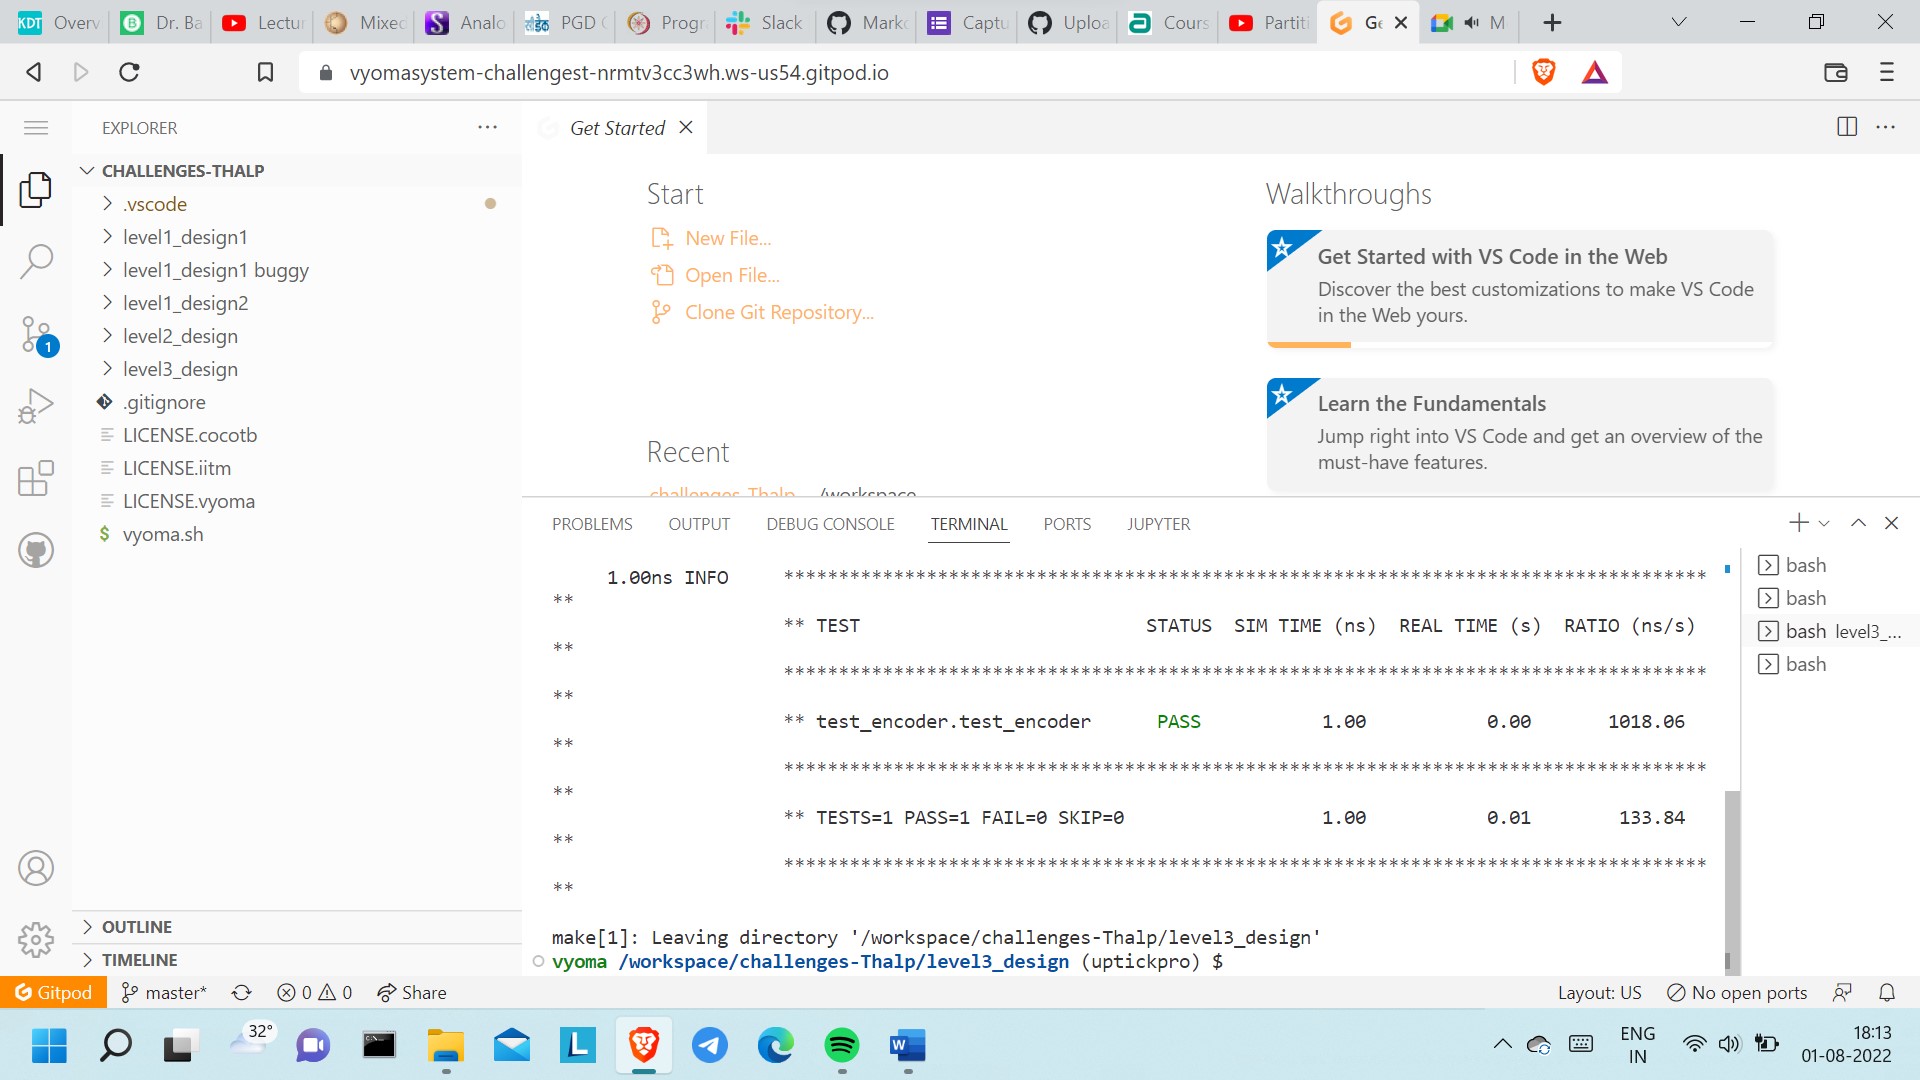 KDT Overv
Dr. Ba
Lectur
Mixed
S Analo
PGD
Progr
Slack
Marko
Captu
Uploa
a Cours
Partiti
Ge
M
vyomasystem-challengest-nrmtv3cc3wh.ws-us54.gitpod.io
EXPLORER
CHALLENGES-THALP
.vscode
level1_design1
level1_design1 buggy
level1_design2
level2_design
level3_design
.gitignore
LICENSE.cocotb
LICENSE.iitm
LICENSE.vyoma
$ vyoma.sh
1
OUTLINE
TIMELINE
Get Started
Start
New File...
Open File...
Clone Git Repository...
Recent
challenges-Thalp /workspace
Walkthroughs
Get Started with VS Code in the Web
Discover the best customizations to make VS Code
in the Web yours.
Learn the Fundamentals
Jump right into VS Code and get an overview of the
must-have features.
PROBLEMS OUTPUT DEBUG CONSOLE TERMINAL PORTS JUPYTER
1.00ns INFO ************************************************************************************
**
** TEST STATUS SIM TIME (ns) REAL TIME (s) RATIO (ns/s)
**
************************************************************************************
**
** test_encoder.test_encoder PASS 1.00 0.00 1018.06
**
************************************************************************************
**
** TESTS=1 PASS=1 FAIL=0 SKIP=0 1.00 0.01 133.84
**
************************************************************************************
**
make[1]: Leaving directory '/workspace/challenges-Thalp/level3_design'
vyoma /workspace/challenges-Thalp/level3_design (uptickpro) $
bash
bash
bash level3_...
bash
Gitpod master* 0 0 Share
Layout: US No open ports
32°
L
W
ENG
IN
18:13
01-08-2022